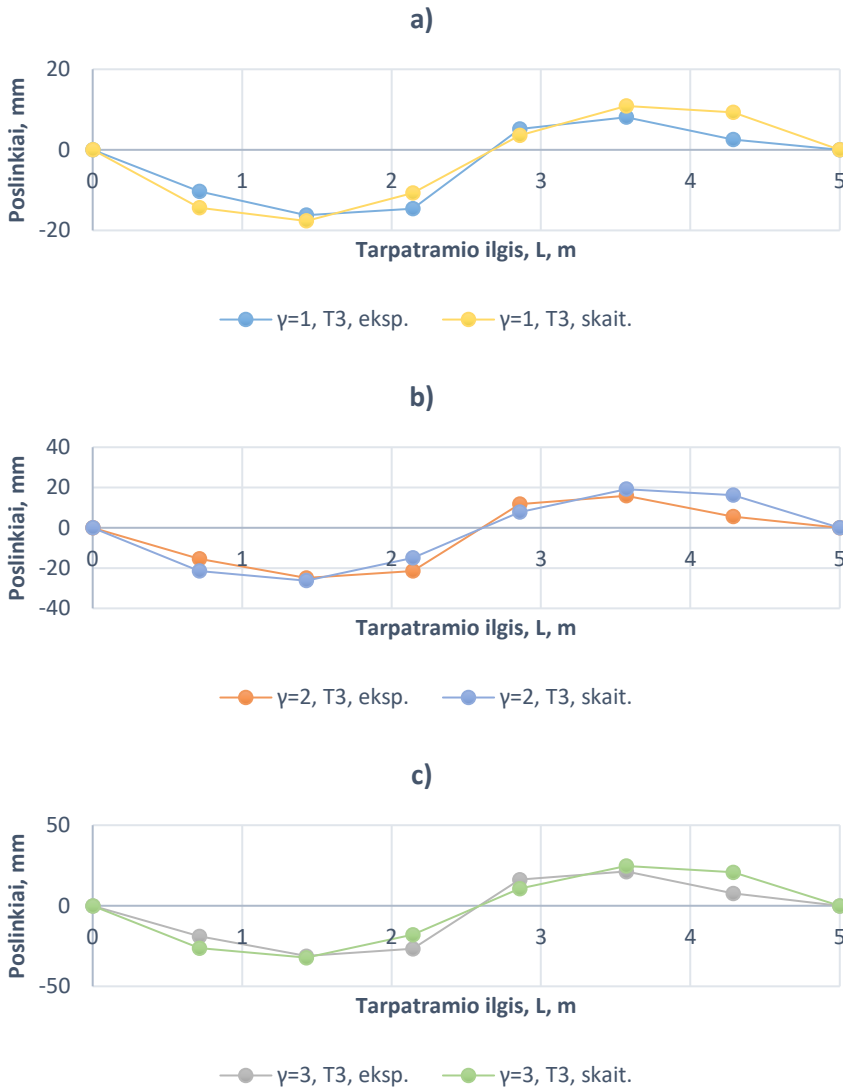 a)
20
0
-20
0 1 2 3 4 5
Poslinkiai, mm
Tarpatramio ilgis, L, m
γ=1, T3, eksp. γ=1, T3, skait.
b)
40
20
0
-20
-40
0 1 2 3 4 5
Poslinkiai, mm
Tarpatramio ilgis, L, m
γ=2, T3, eksp. γ=2, T3, skait.
c)
50
0
-50
0 1 2 3 4 5
Poslinkiai, mm
Tarpatramio ilgis, L, m
γ=3, T3, eksp. γ=3, T3, skait.